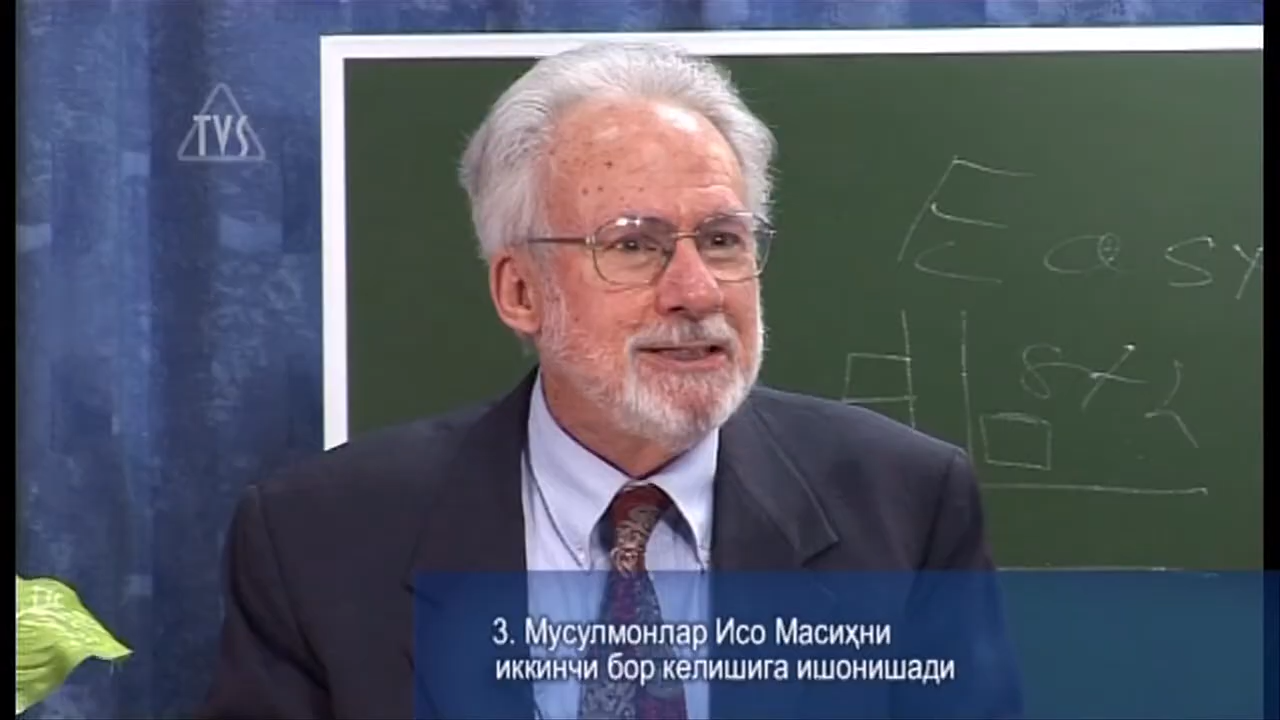 TVS
Easy
3. Мусулмонлар Исо Масиҳни
иккинчи бор келишига ишонишади